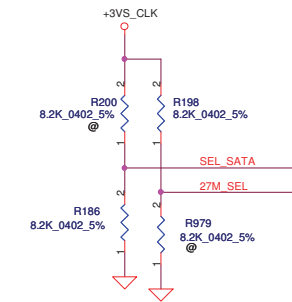 +3VS_CLK
2
2
R200
R198
8.2K_0402_5%
8.2K_0402_5%
@
1
1
SEL_SATA
27M_SEL
2
2
R186
R979
8.2K_0402_5%
8.2K_0402_5%
@
1
1